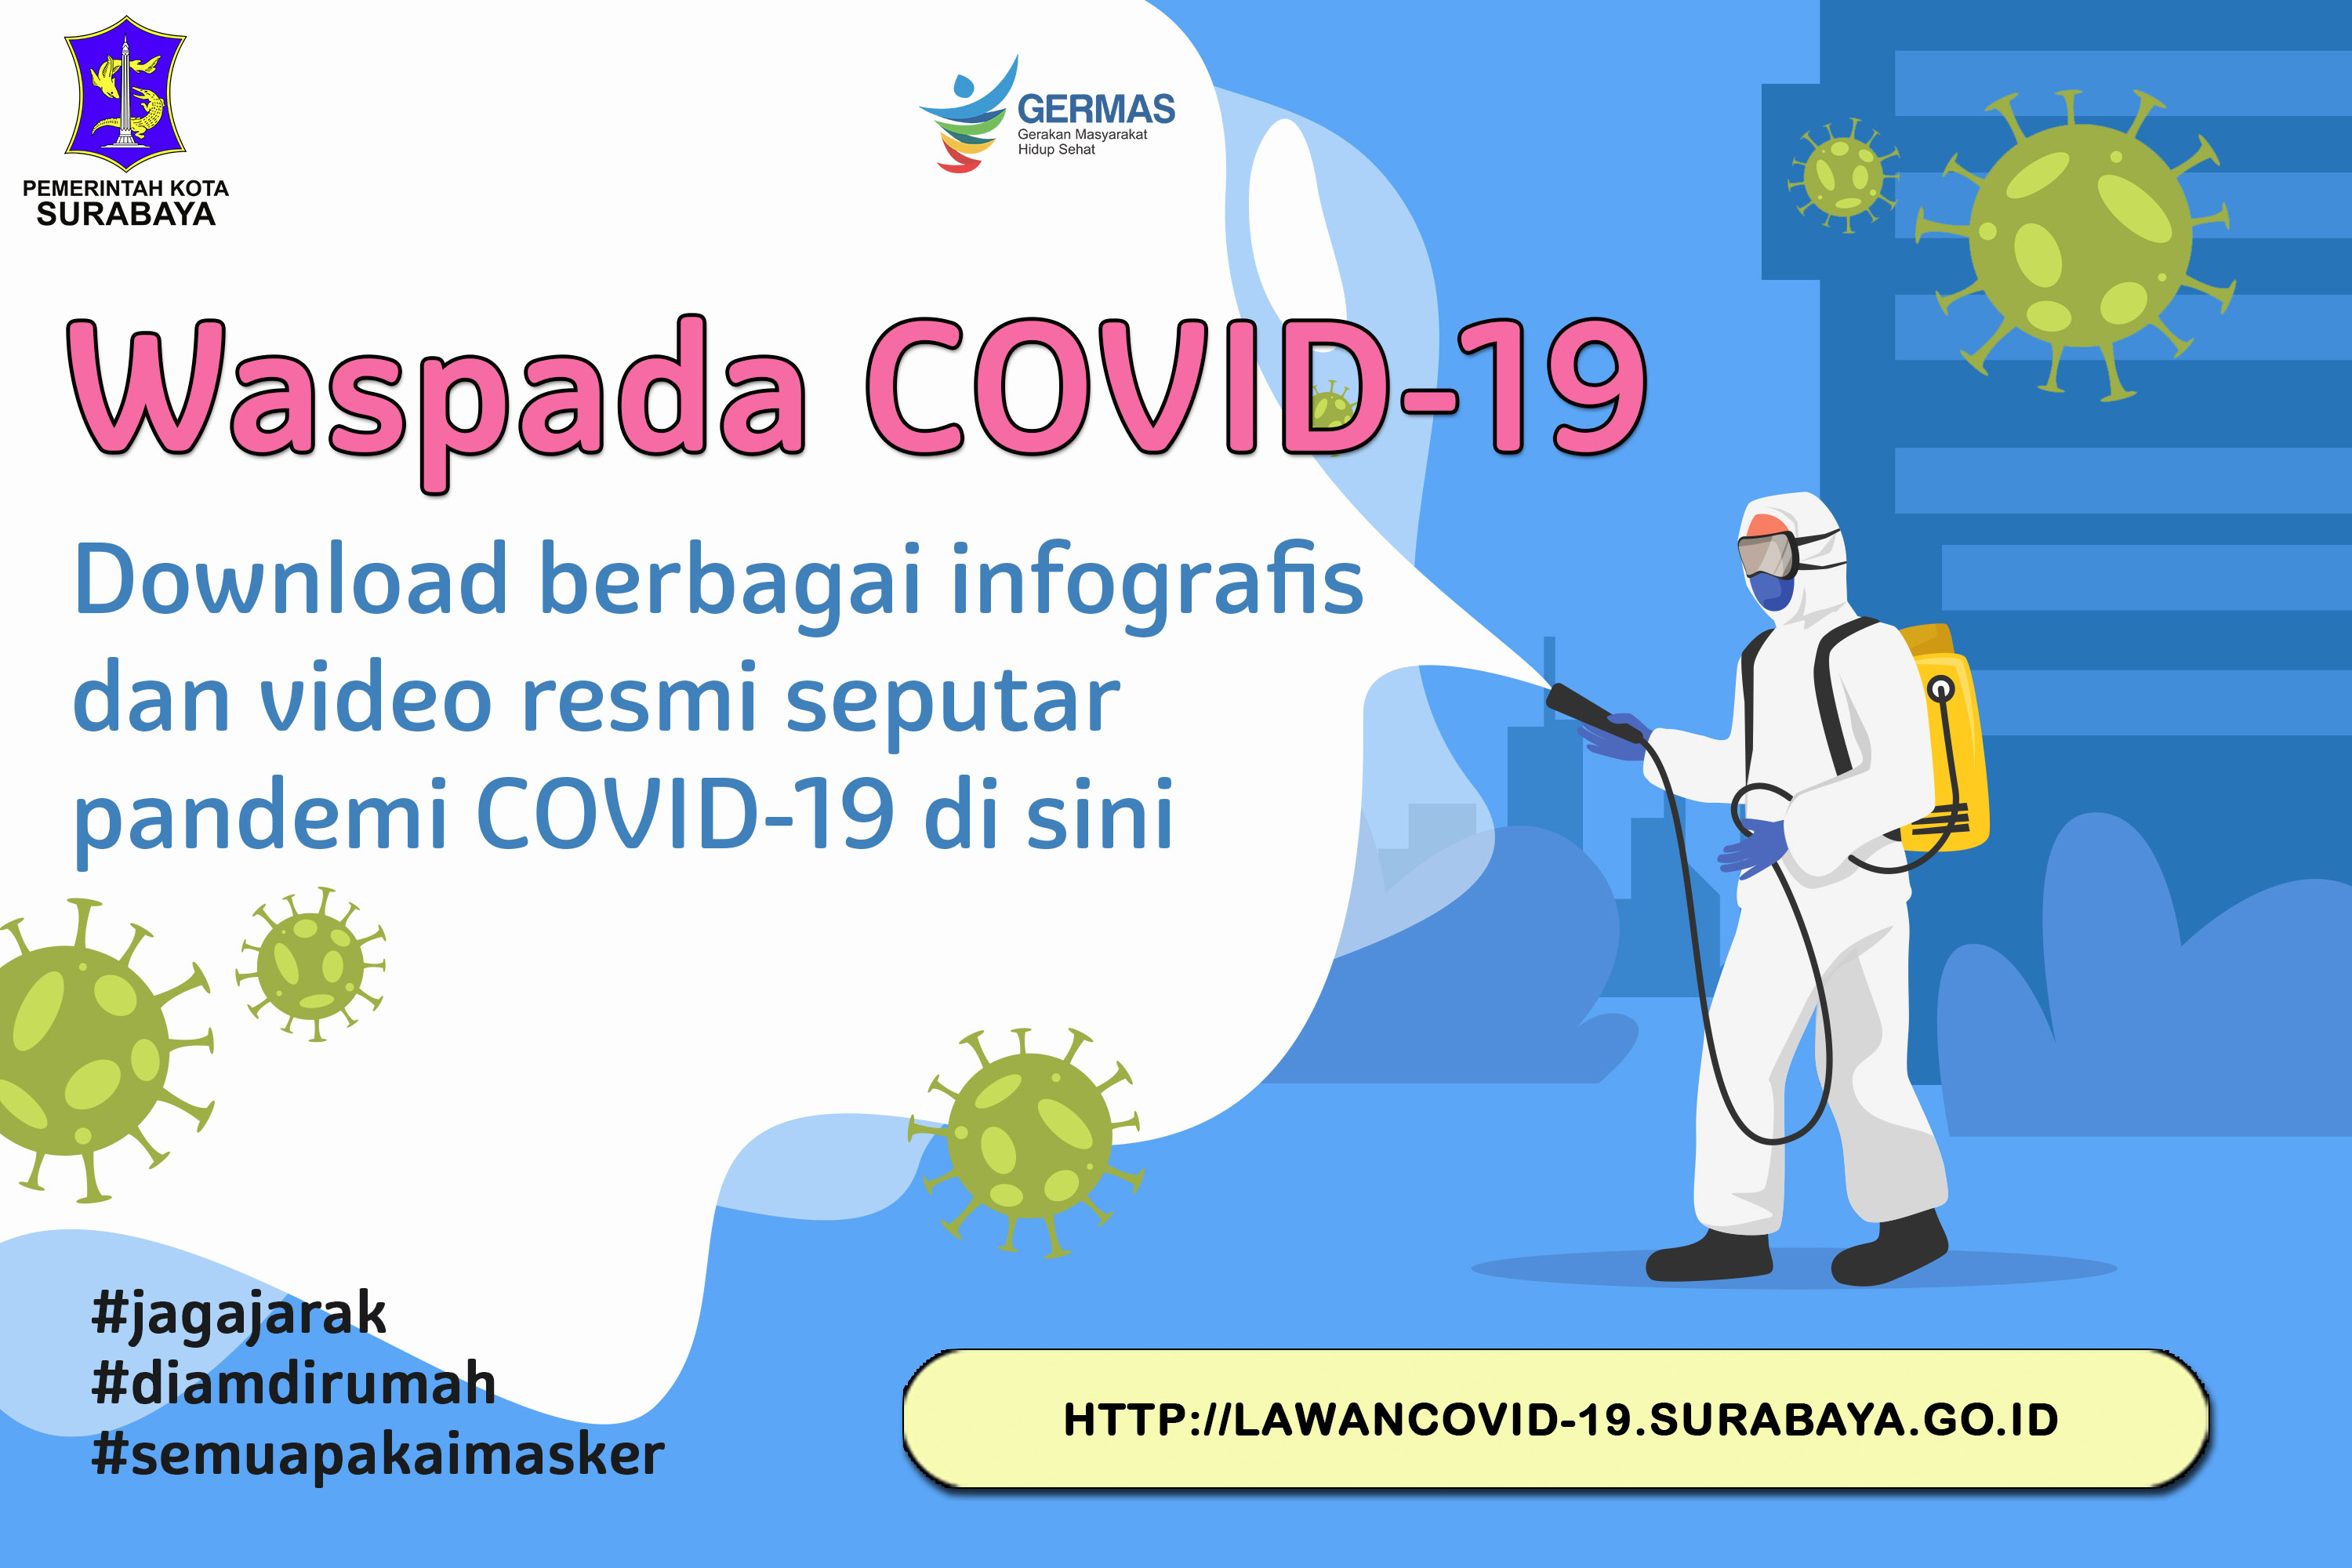 PEMERINTAH KOTA
SURABAYA
GERMAS
Gerakan Masyarakat
Hidup Sehat
Waspada COVID-19
Download berbagai infografis
dan video resmi seputar
pandemi COVID-19 di sini
#jagajarak
#diamdirumah
#semuapakaimasker
HTTP://LAWANCOVID-19.SURABAYA.GO.ID